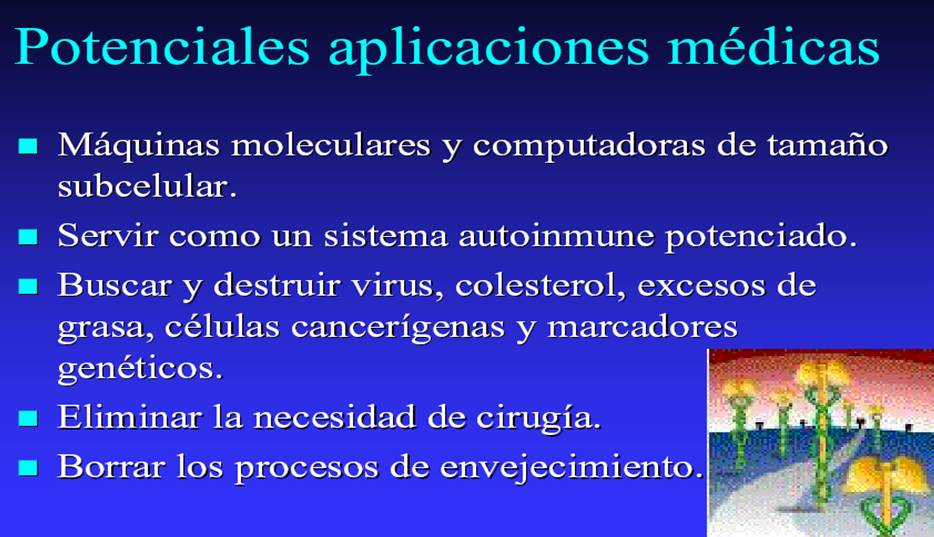 Potenciales aplicaciones médicas
Máquinas moleculares y computadoras de tamaño
subcelular.
Servir como un sistema autoinmune potenciado.
Buscar y destruir virus, colesterol, excesos de
grasa, células cancerígenas y marcadores
genéticos.
Eliminar la necesidad de cirugía.
Borrar los procesos de envejecimiento.